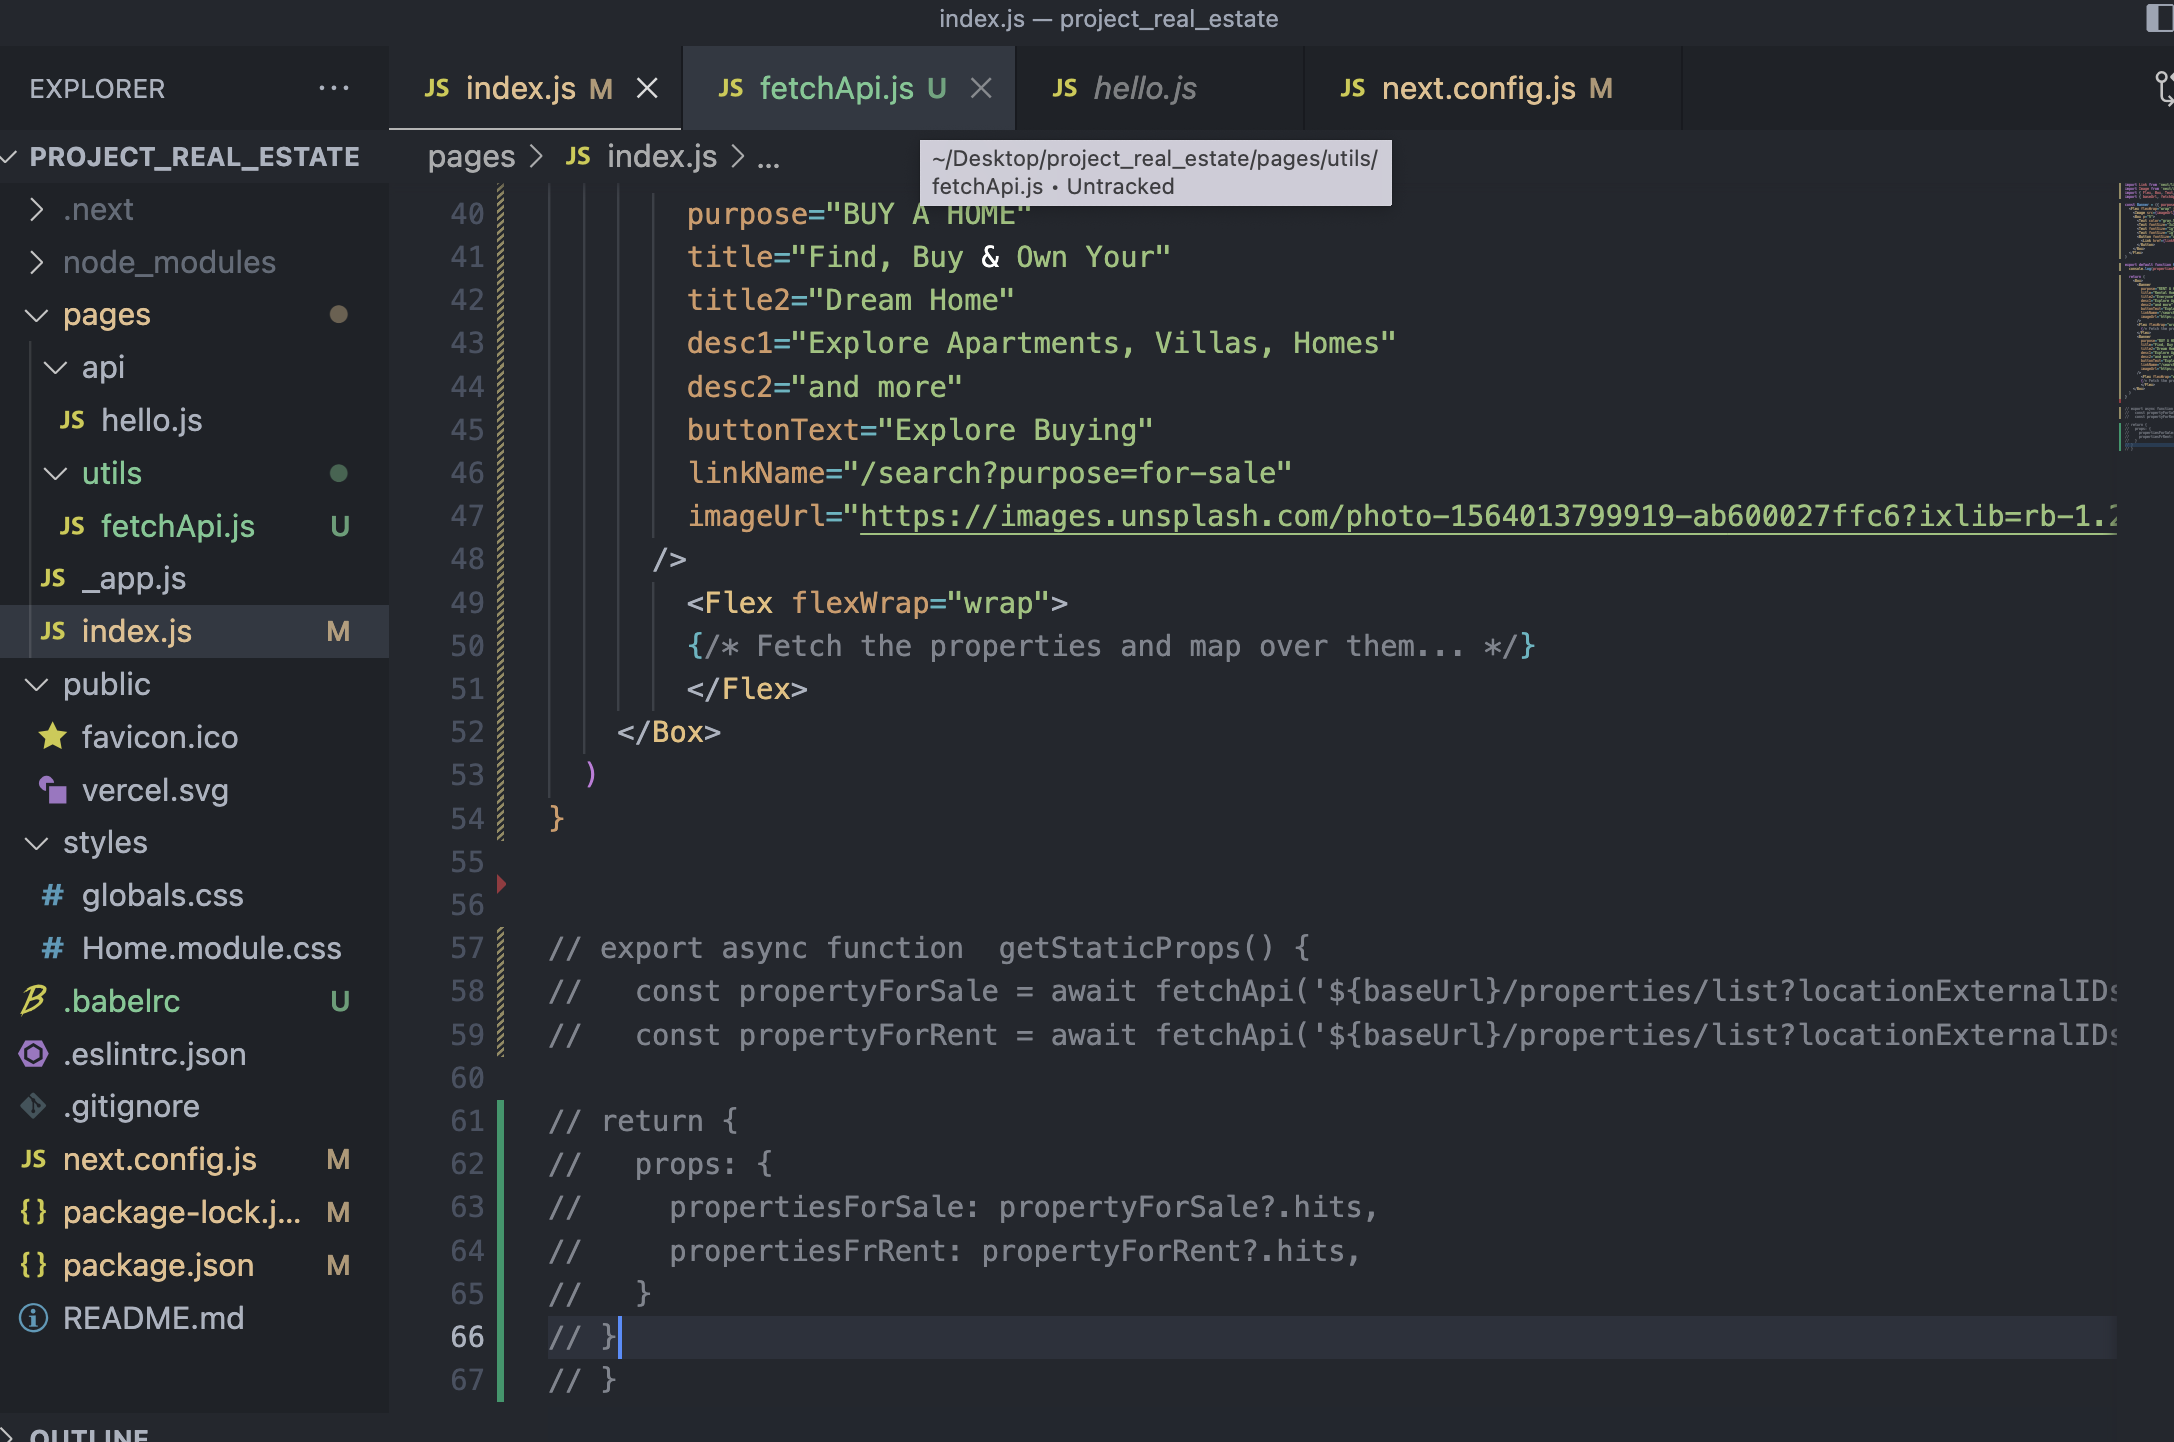 index.js — project_real_estate
EXPLORER
JS index.js M
JS fetchApi.js U
JS hello.js
JS next.config.js M
PROJECT_REAL_ESTATE
.next
node_modules
pages
api
JS hello.js
utils
JS fetchApi.js U
JS _app.js
JS index.js M
public
favicon.ico
vercel.svg
styles
# globals.css
# Home.module.css
.babelrc U
.eslintrc.json
.gitignore
JS next.config.js M
{} package-lock.j... M
{} package.json M
README.md
OUTLINE
pages > JS index.js > ...
~/Desktop/project_real_estate/pages/utils/
fetchApi.js • Untracked
40 purpose="BUY A HOME"
41 title="Find, Buy & Own Your"
42 title2="Dream Home"
43 desc1="Explore Apartments, Villas, Homes"
44 desc2="and more"
45 buttonText="Explore Buying"
46 linkName="/search?purpose=for-sale"
47 imageUrl="https://images.unsplash.com/photo-1564013799919-ab600027ffc6?ixlib=rb-1.2
48 />
49 <Flex flexWrap="wrap">
50 {/* Fetch the properties and map over them... */}
51 </Flex>
52 </Box>
53 )
54 }
55
56
57 // export async function  getStaticProps() {
58 //   const propertyForSale = await fetchApi('${baseUrl}/properties/list?locationExternalIDs
59 //   const propertyForRent = await fetchApi('${baseUrl}/properties/list?locationExternalIDs
60
61 // return {
62 //   props: {
63 //     propertiesForSale: propertyForSale?.hits,
64 //     propertiesFrRent: propertyForRent?.hits,
65 //   }
66 // }
67 // }